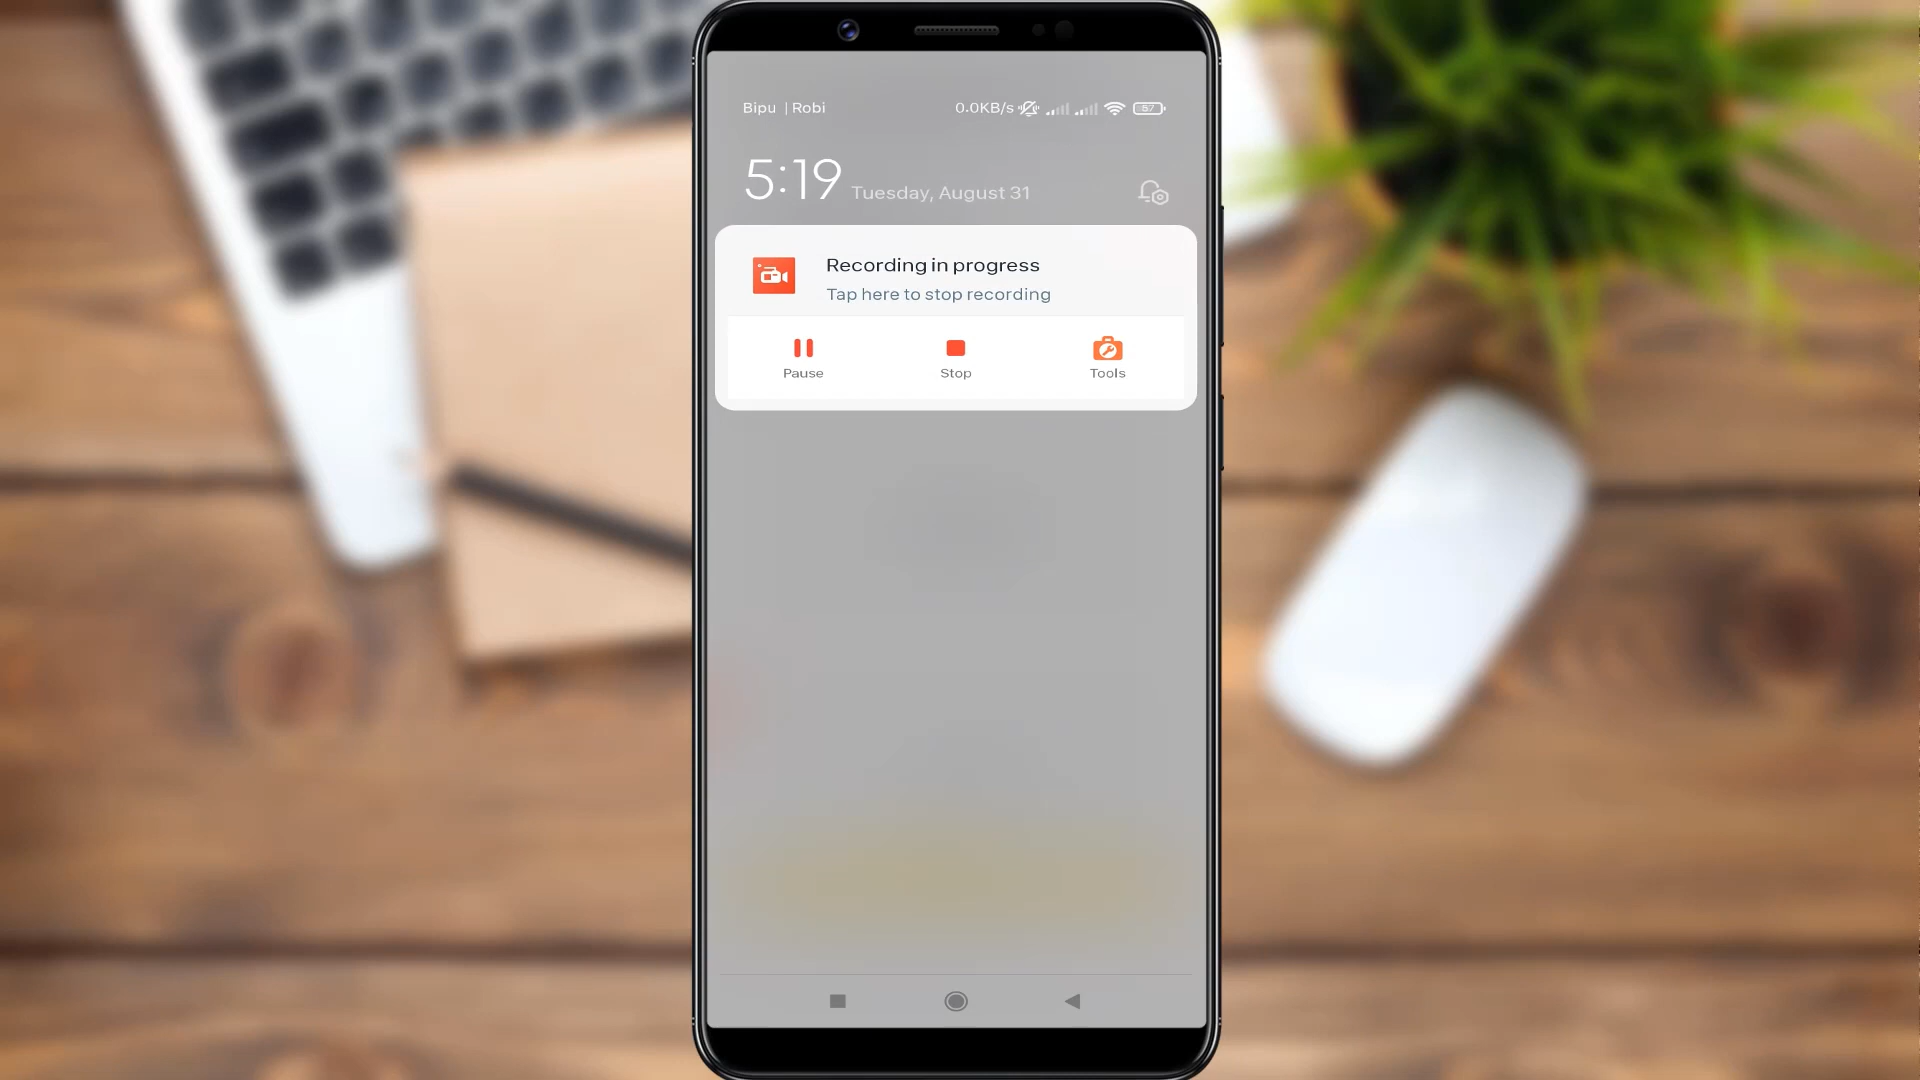 Bipu | Robi 0.0KB/s 57
5:19 Tuesday, August 31
Recording in progress
Tap here to stop recording
Pause Stop Tools